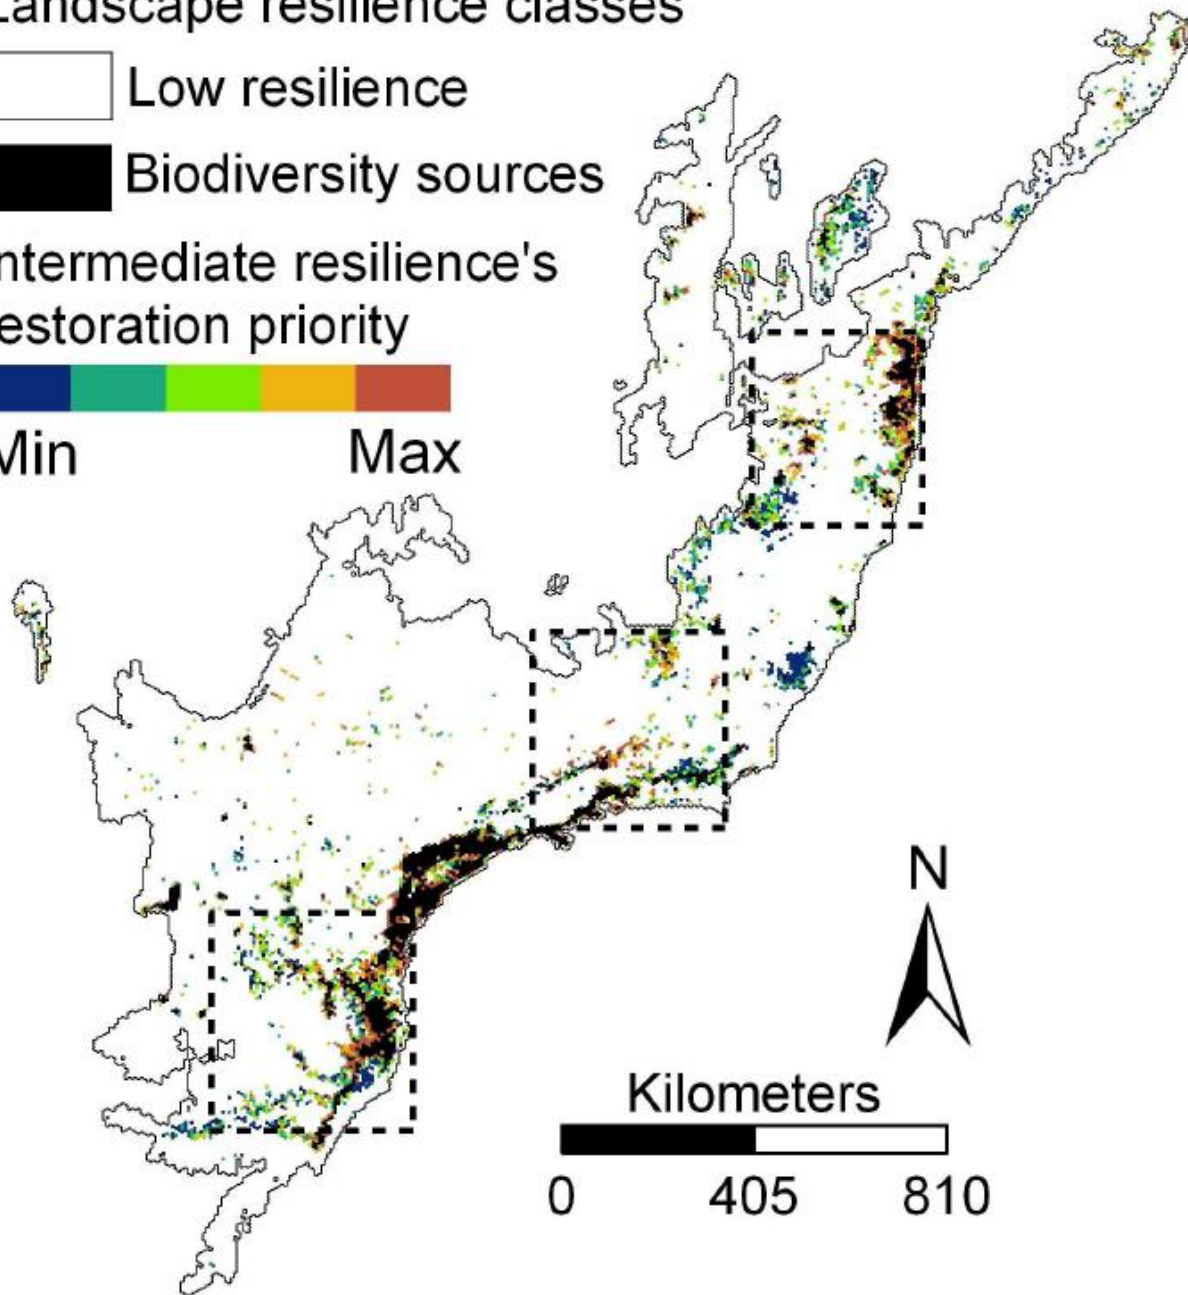 Landscape resilience classes
Low resilience
Biodiversity sources
ntermediate resilience's
estoration priority
Min Max
N
Kilometers
0 405 810